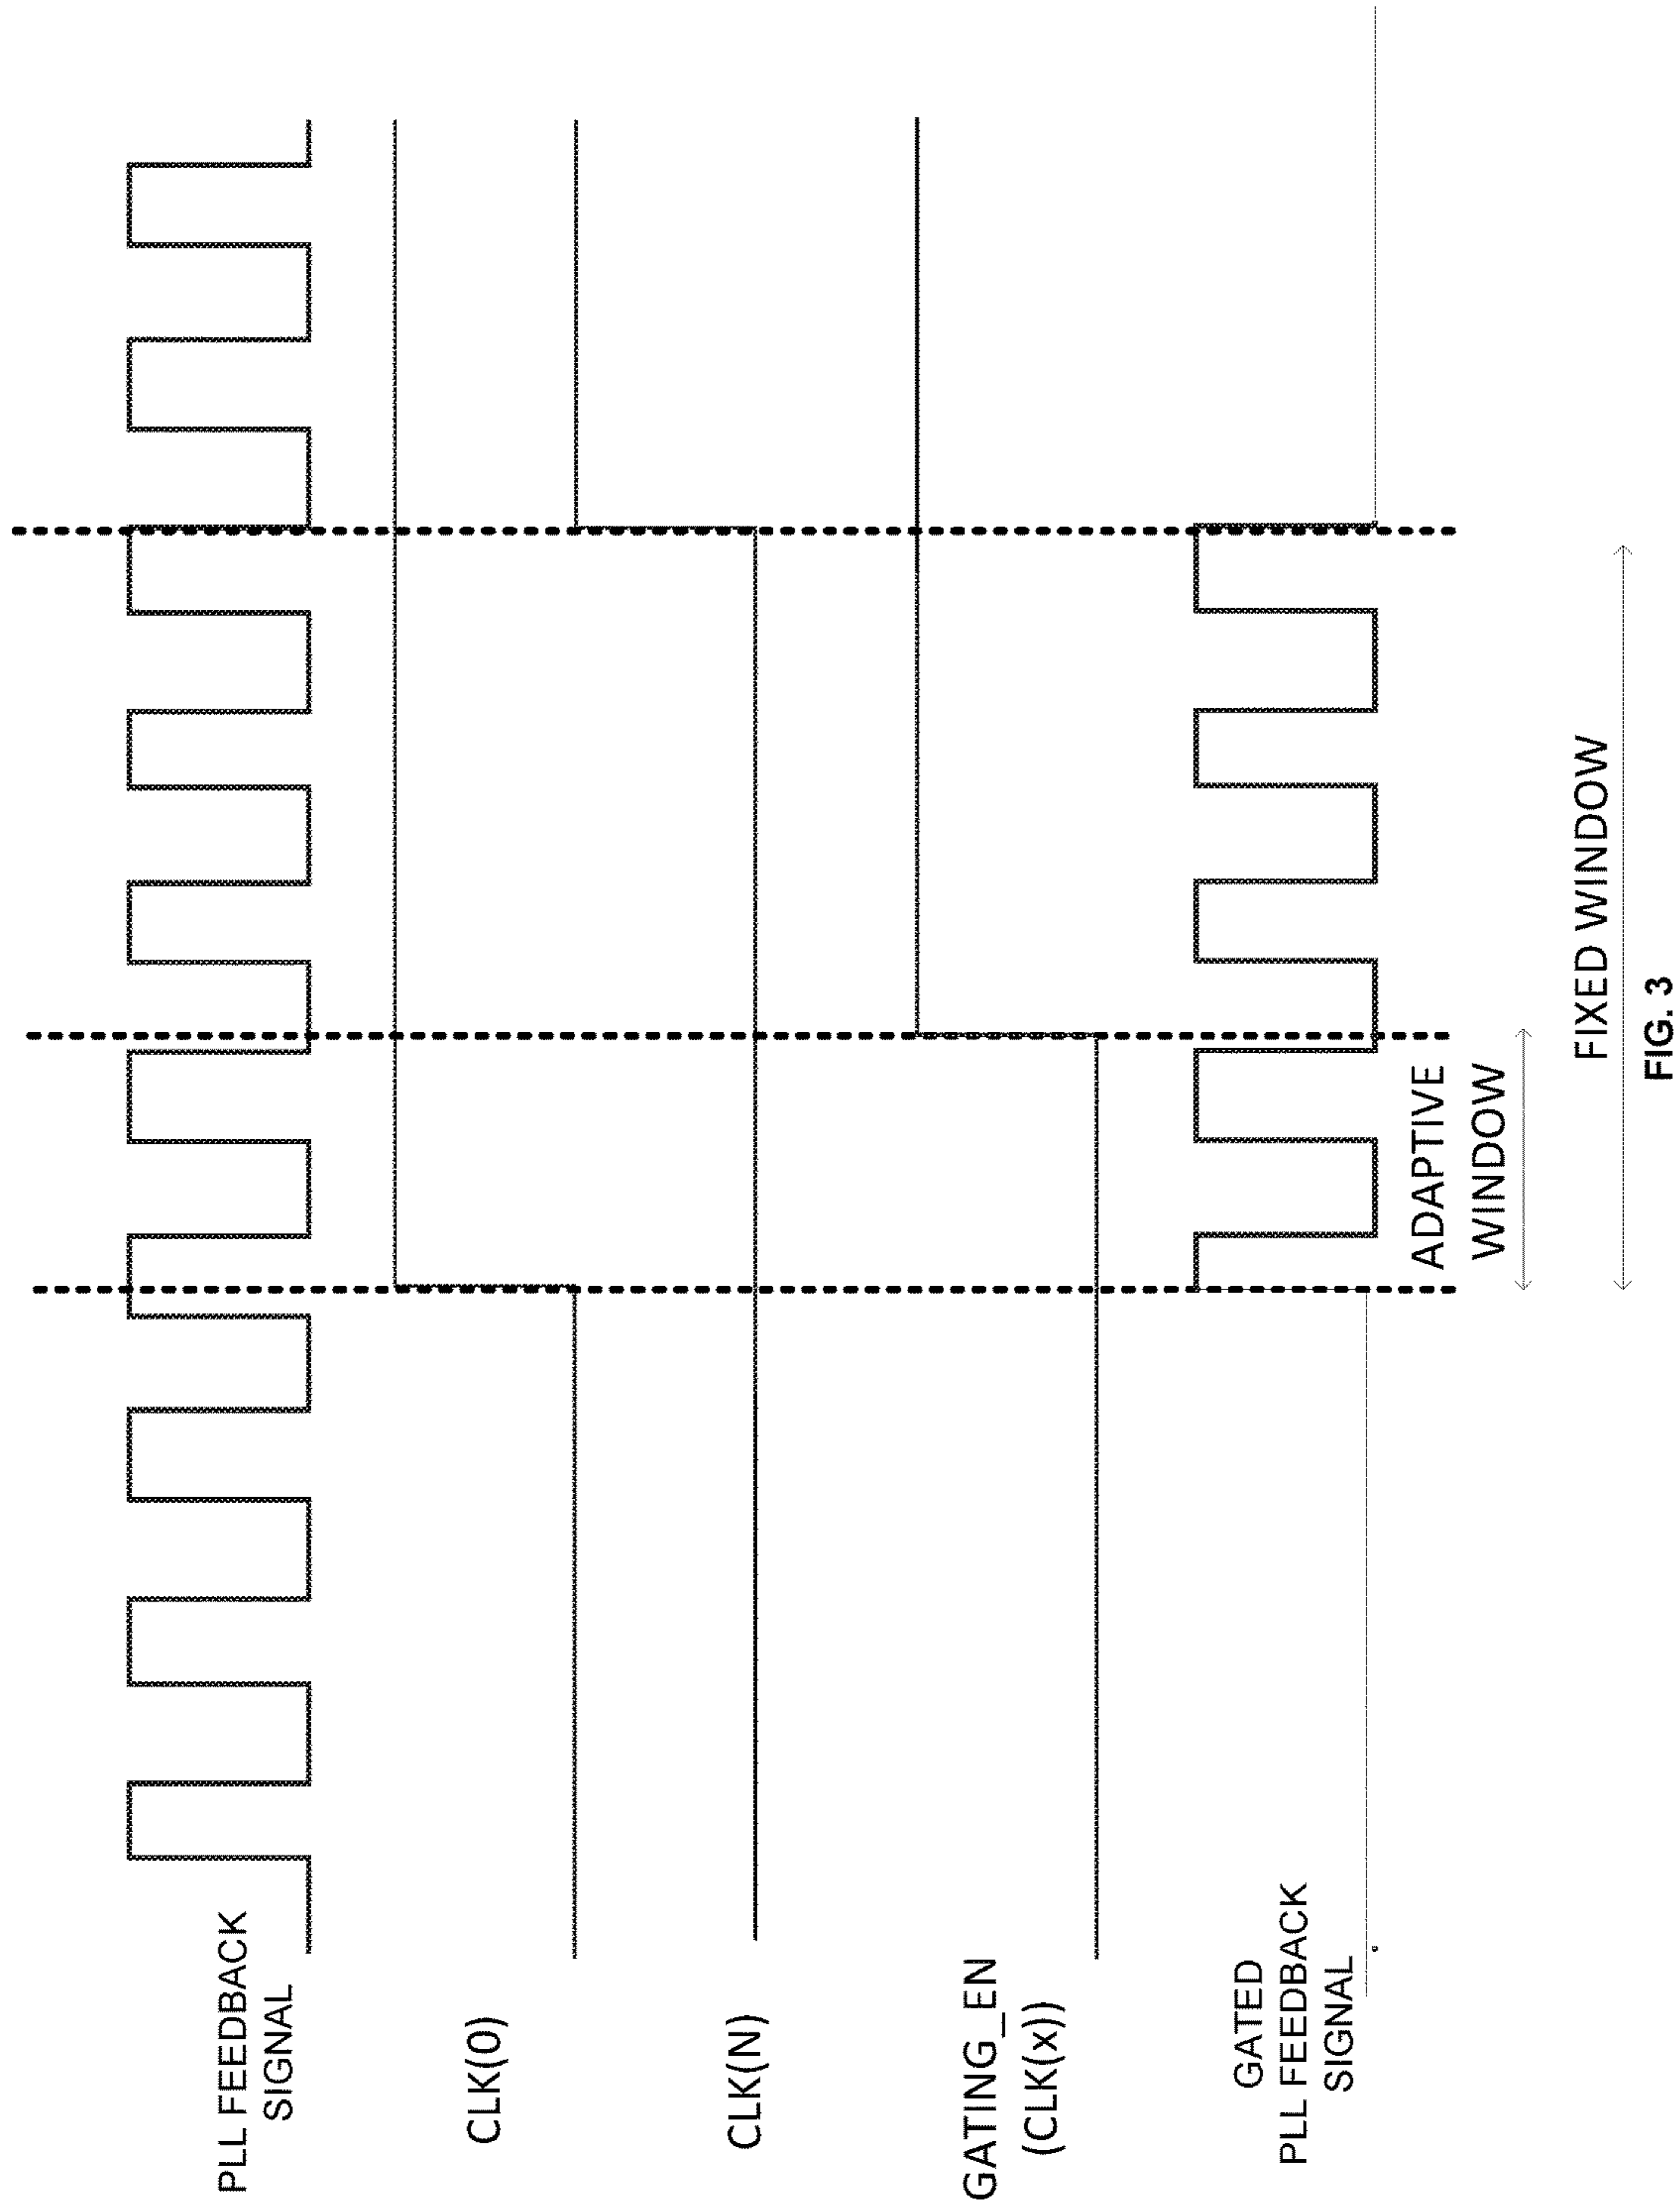 PLL FEEDBACK
SIGNAL
CLK(0)
CLK(N)
GATING_EN
(CLK(x))
GATED
PLL FEEDBACK
SIGNAL
ADAPTIVE
WINDOW
FIXED WINDOW
FIG. 3